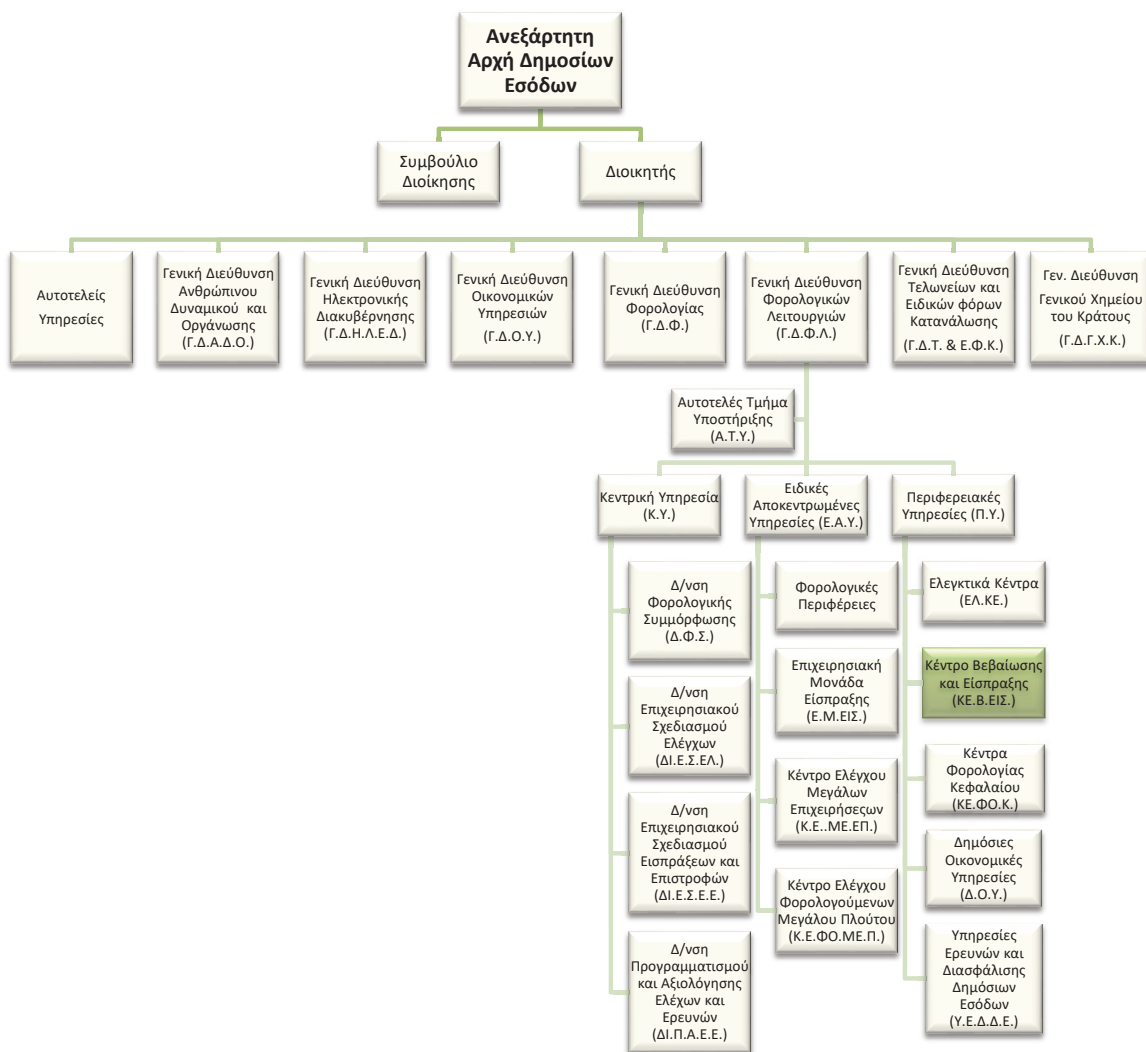 Ανεξάρτητη
Αρχή Δημοσίων
Εσόδων
Συμβούλιο
Διοίκησης
Διοικητής
Αυτοτελείς
Υπηρεσίες
Γενική Διεύθυνση
Ανθρώπινου
Δυναμικού και
Οργάνωσης
(Γ.Δ.Α.Δ.Ο.)
Γενική Διεύθυνση
Ηλεκτρονικής
Διακυβέρνησης
(Γ.Δ.Η.Λ.Ε.Δ.)
Γενική Διεύθυνση
Οικονομικών
Υπηρεσιών
(Γ.Δ.Ο.Υ.)
Γενική Διεύθυνση
Φορολογίας
(Γ.Δ.Φ.)
Γενική Διεύθυνση
Φορολογικών
Λειτουργιών
(Γ.Δ.Φ.Λ.)
Γενική Διεύθυνση
Τελωνείων και
Ειδικών φόρων
Κατανάλωσης
(Γ.Δ.Τ. & Ε.Φ.Κ.)
Γεν. Διεύθυνση
Γενικού Χημείου
του Κράτους
(Γ.Δ.Γ.Χ.Κ.)
Αυτοτελές Τμήμα
Υποστήριξης
(Α.Τ.Υ.)
Κεντρική Υπηρεσία
(Κ.Υ.)
Ειδικές
Αποκεντρωμένες
Υπηρεσίες (Ε.Α.Υ.)
Περιφερειακές
Υπηρεσίες (Π.Υ.)
Δ/νση
Φορολογικής
Συμμόρφωσης
(Δ.Φ.Σ.)
Δ/νση
Επιχειρησιακού
Σχεδιασμού
Ελέγχων
(ΔΙ.Ε.Σ.ΕΛ.)
Δ/νση
Επιχειρησιακού
Σχεδιασμού
Εισπράξεων και
Επιστροφών
(ΔΙ.Ε.Σ.Ε.Ε.)
Δ/νση
Προγραμματισμού
και Αξιολόγησης
Ελέχων και
Ερευνών
(ΔΙ.Π.Α.Ε.Ε.)
Φορολογικές
Περιφέρειες
Επιχειρησιακή
Μονάδα
Είσπραξης
(Ε.Μ.ΕΙΣ.)
Κέντρο Ελέγχου
Μεγάλων
Επιχειρήσεςων
(Κ.Ε..ΜΕ.ΕΠ.)
Κέντρο Ελέγχου
Φορολογούμενων
Μεγάλου Πλούτου
(Κ.Ε.ΦΟ.ΜΕ.Π.)
Ελεγκτικά Κέντρα
(ΕΛ.ΚΕ.)
Κέντρο Βεβαίωσης
και Είσπραξης
(ΚΕ.Β.ΕΙΣ.)
Κέντρα
Φορολογίας
Κεφαλαίου
(ΚΕ.ΦΟ.Κ.)
Δημόσιες
Οικονομικές
Υπηρεσίες
(Δ.Ο.Υ.)
Υπηρεσίες
Ερευνών και
Διασφάλισης
Δημόσιων
Εσόδων
(Υ.Ε.Δ.Δ.Ε.)